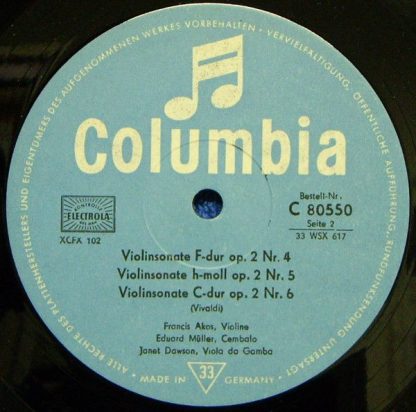 ALLE RECHTE DES PLATTENHERSTELLERS UND EIGENTÜMERS DES AUFGENOMMENEN WERKES VORBEHALTEN · VERVIELFÄLTIGUNG, ÖFFENTLICHE AUFFÜHRUNG, RUNDFUNKSENDUNG UNTERSAGT
Columbia
ELECTROLA
XCFX 102
Bestell-Nr.
C 80550
Seite 2
33 WSX 617
Violinsonate F-dur op. 2 Nr. 4
Violinsonate h-moll op. 2 Nr. 5
Violinsonate C-dur op. 2 Nr. 6
(Vivaldi)
Francis Akos, Violine
Eduard Müller, Cembalo
Janet Dawson, Viola da Gamba
MADE IN 33 GERMANY